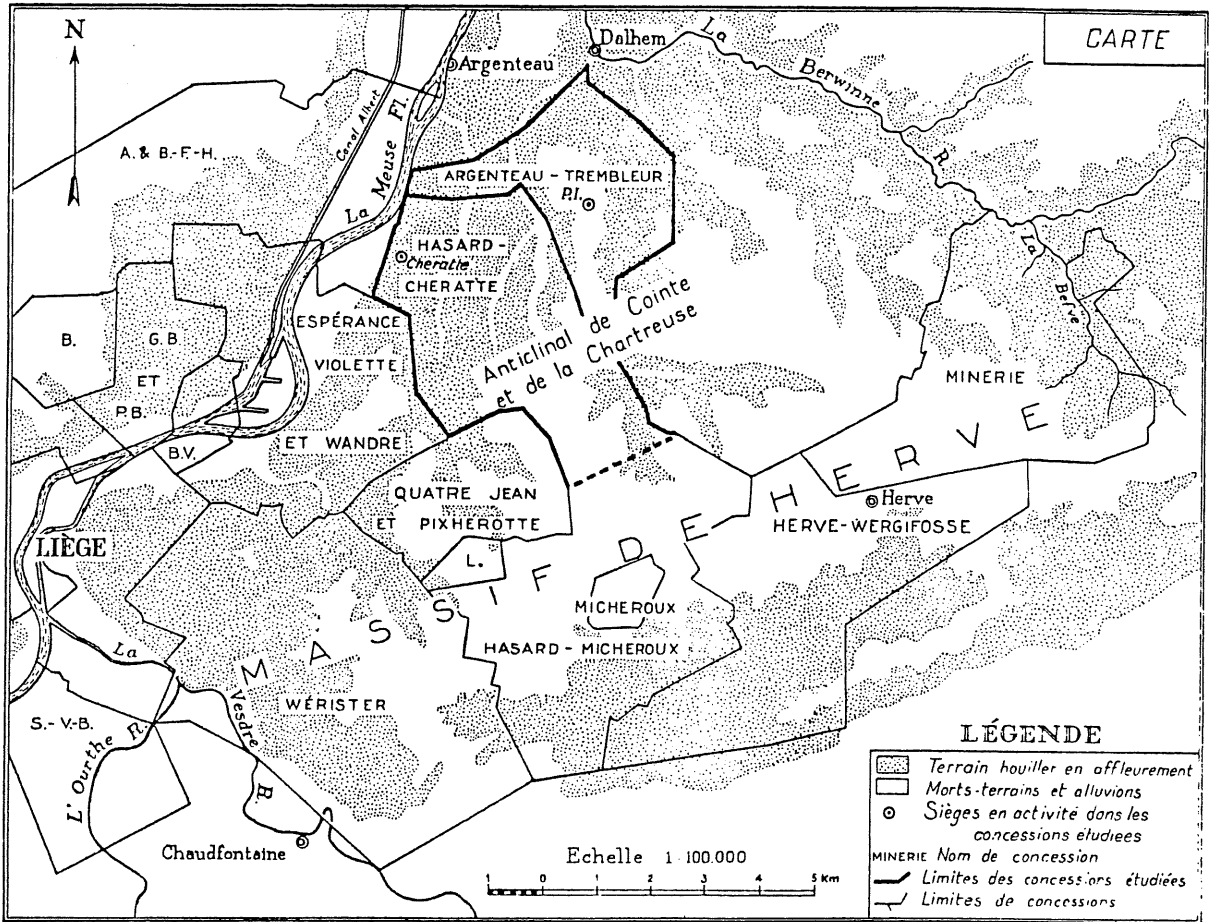 CARTE
N
Dalhem
La Berwinne R.
Argenteau
Canal Albert
La Meuse Fl.
A. & B.-F.-H.
ARGENTEAU - TREMBLEUR
P.I.
HASARD -
Cheratte
CHERATTE
La Befve
ESPÉRANCE
Anticlinal de Cointe
et de la Chartreuse
B.
G.B.
ET
P.B.
VIOLETTE
MINERIE
ET WANDRE
B.V.
QUATRE JEAN
ET PIXHEROTTE
Herve
HERVE-WERGIFOSSE
LIÈGE
L.
MASSIF DE HERVE
MICHEROUX
HASARD - MICHEROUX
La Vesdre R.
WÉRISTER
S.-V.-B.
L'Ourthe R.
Chaudfontaine
LÉGENDE
Terrain houiller en affleurement
Morts-terrains et alluvions
Sièges en activité dans les
concessions étudiees
MINERIE Nom de concession
Limites des concessions étudiées
Limites de concessions
Echelle 1 100.000
1 0 1 2 3 4 5 Km